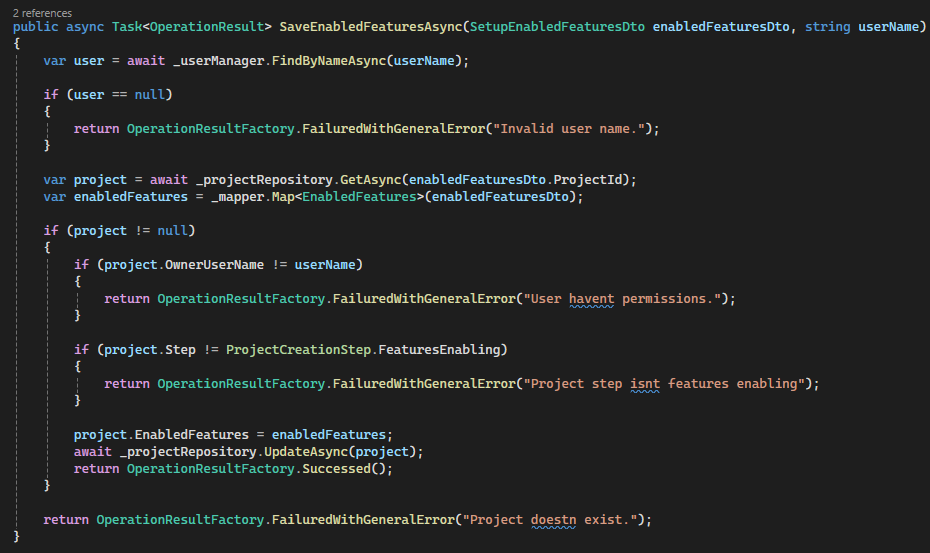 2 references
public async Task<OperationResult> SaveEnabledFeaturesAsync(SetupEnabledFeaturesDto enabledFeaturesDto, string userName)
{
var user = await _userManager.FindByNameAsync(userName);
if (user == null)
{
return OperationResultFactory.FailuredWithGeneralError("Invalid user name.");
}
var project = await _projectRepository.GetAsync(enabledFeaturesDto.ProjectId);
var enabledFeatures = _mapper.Map<EnabledFeatures>(enabledFeaturesDto);
if (project != null)
{
if (project.OwnerUserName != userName)
{
return OperationResultFactory.FailuredWithGeneralError("User havent permissions.");
}
if (project.Step != ProjectCreationStep.FeaturesEnabling)
{
return OperationResultFactory.FailuredWithGeneralError("Project step isnt features enabling");
}
project.EnabledFeatures = enabledFeatures;
await _projectRepository.UpdateAsync(project);
return OperationResultFactory.Successed();
}
return OperationResultFactory.FailuredWithGeneralError("Project doestn exist.");
}